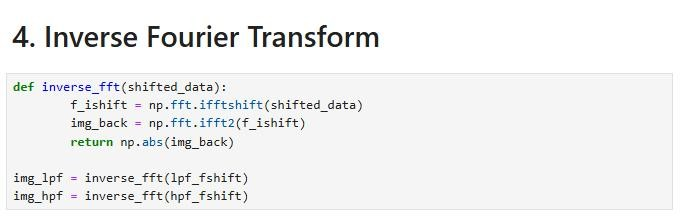 4. Inverse Fourier Transform
def inverse_fft(shifted_data):
        f_ishift = np.fft.ifftshift(shifted_data)
        img_back = np.fft.ifft2(f_ishift)
        return np.abs(img_back)
img_lpf = inverse_fft(lpf_fshift)
img_hpf = inverse_fft(hpf_fshift)